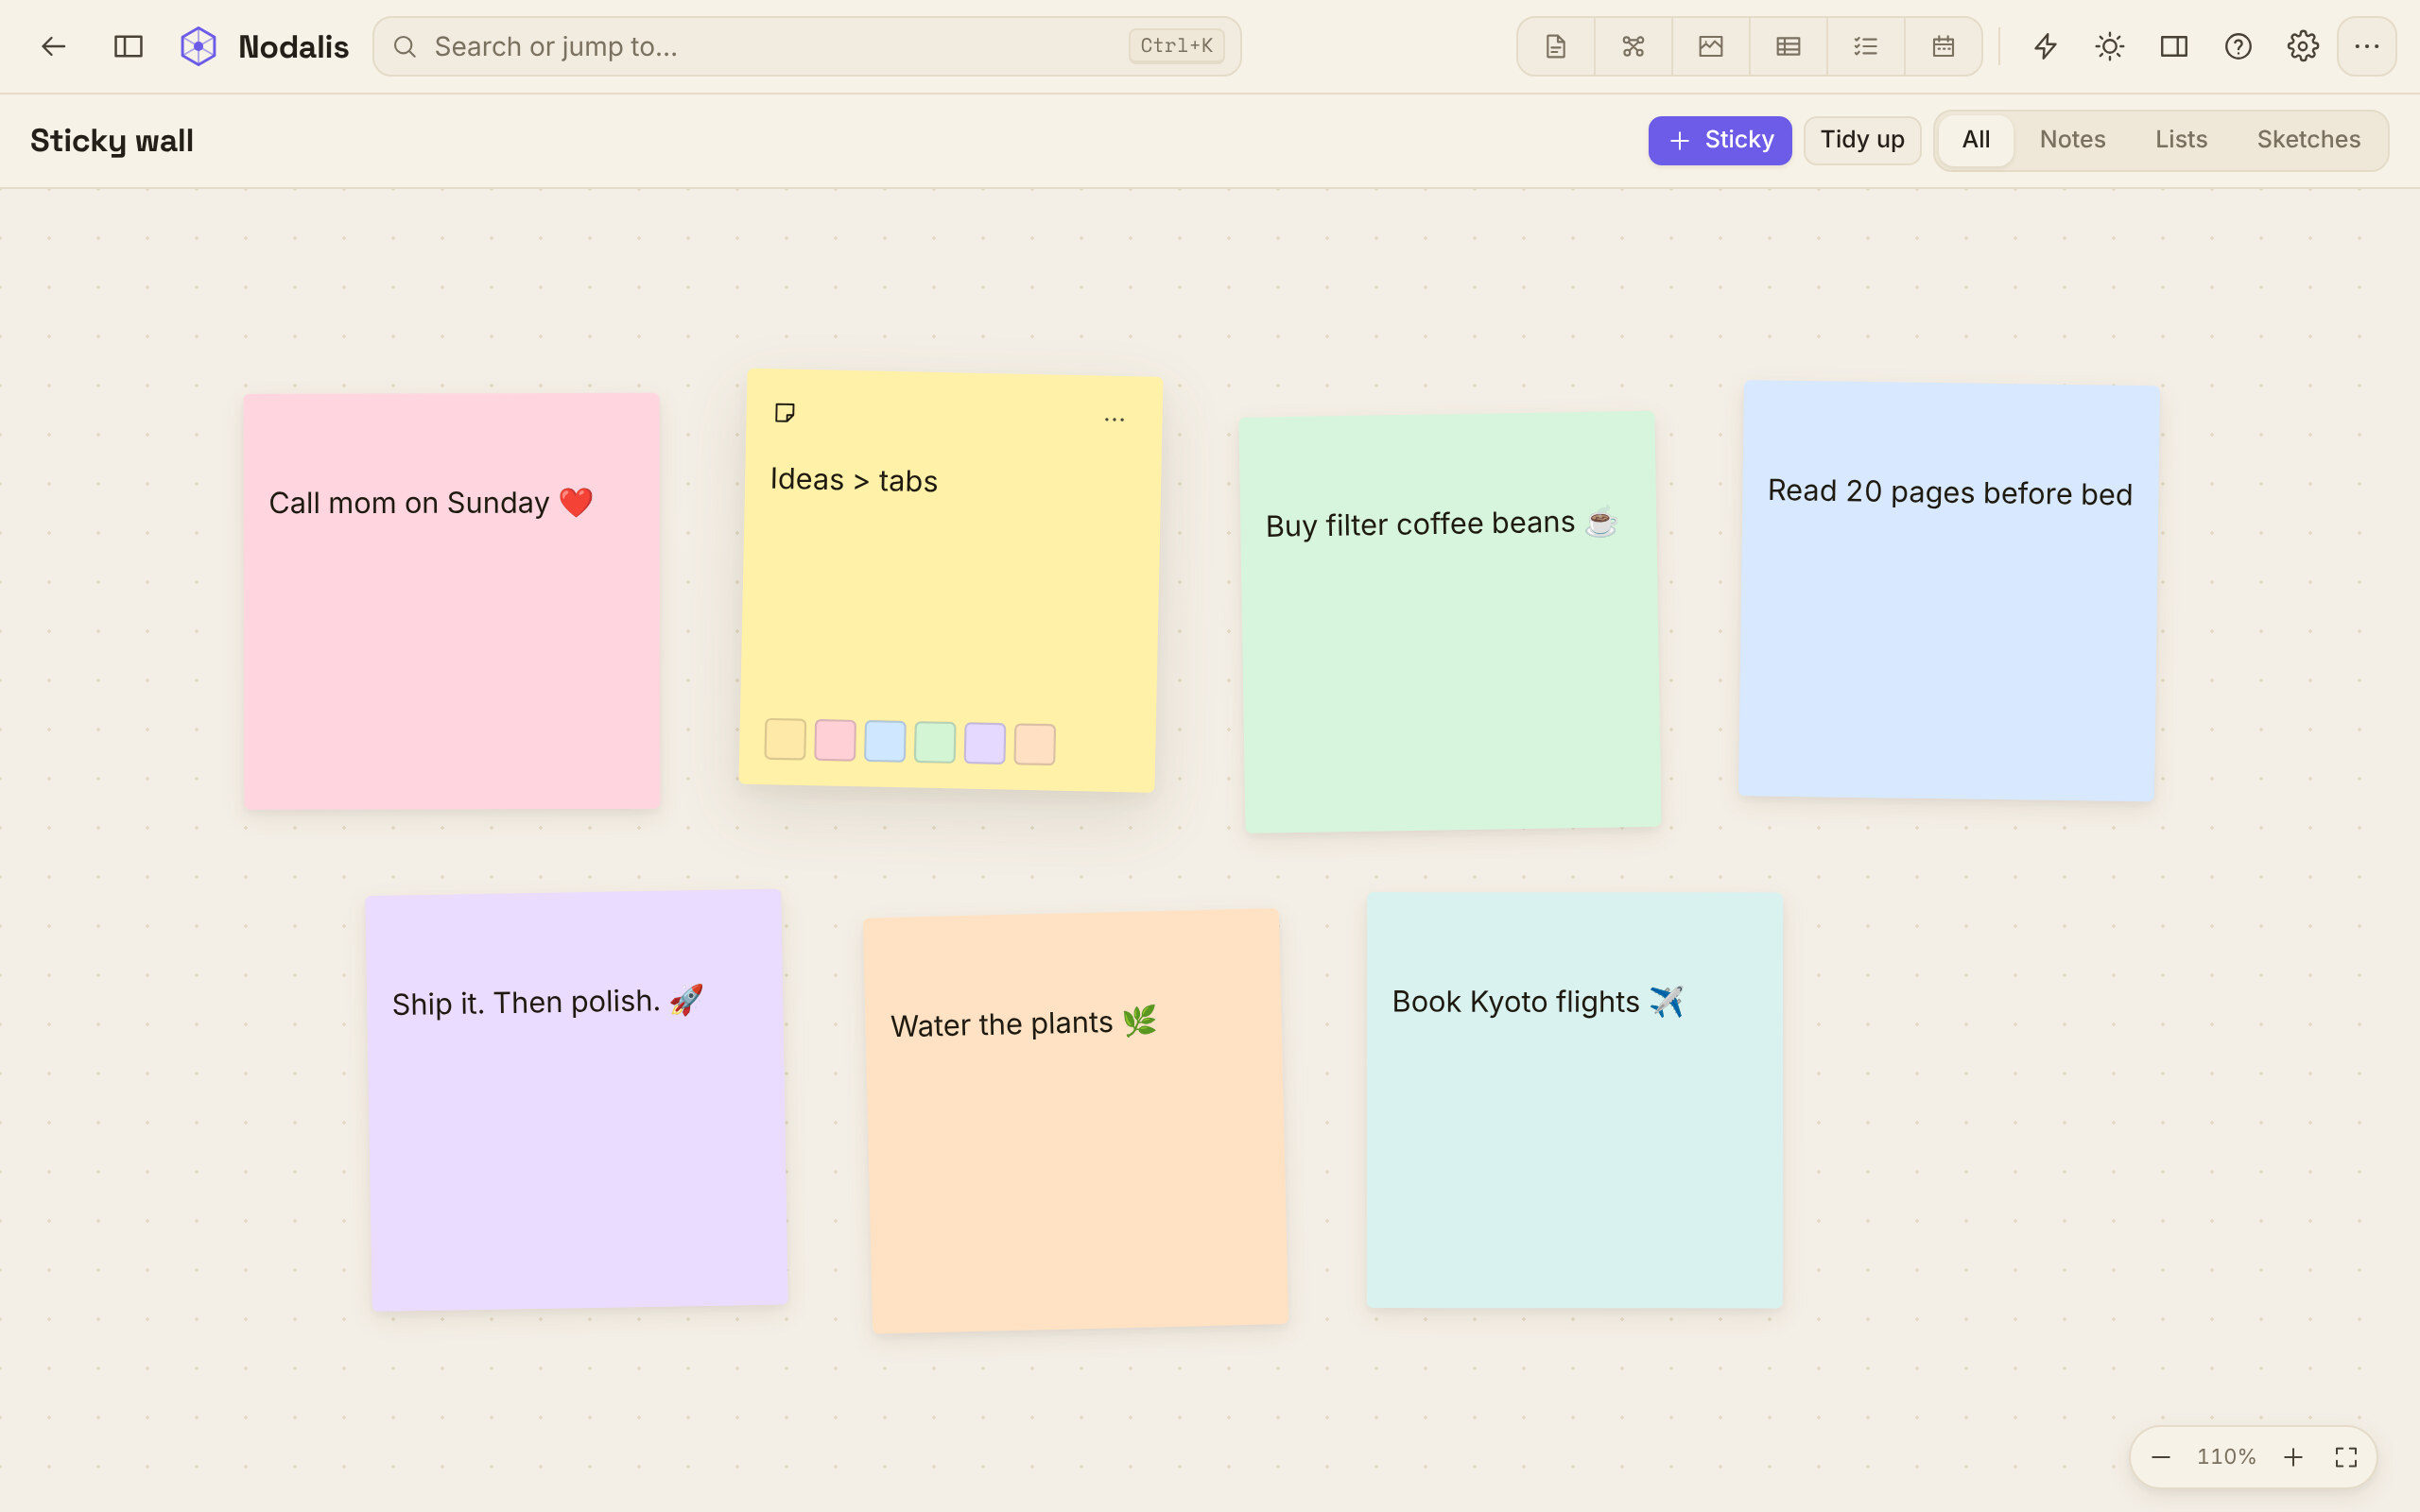 Nodalis
Search or jump to...
Ctrl+K
Sticky wall
+ Sticky
Tidy up
All
Notes
Lists
Sketches
Call mom on Sunday ❤️
Ideas > tabs
Buy filter coffee beans ☕
Read 20 pages before bed
Ship it. Then polish. 🚀
Water the plants 🌿
Book Kyoto flights ✈️
110%